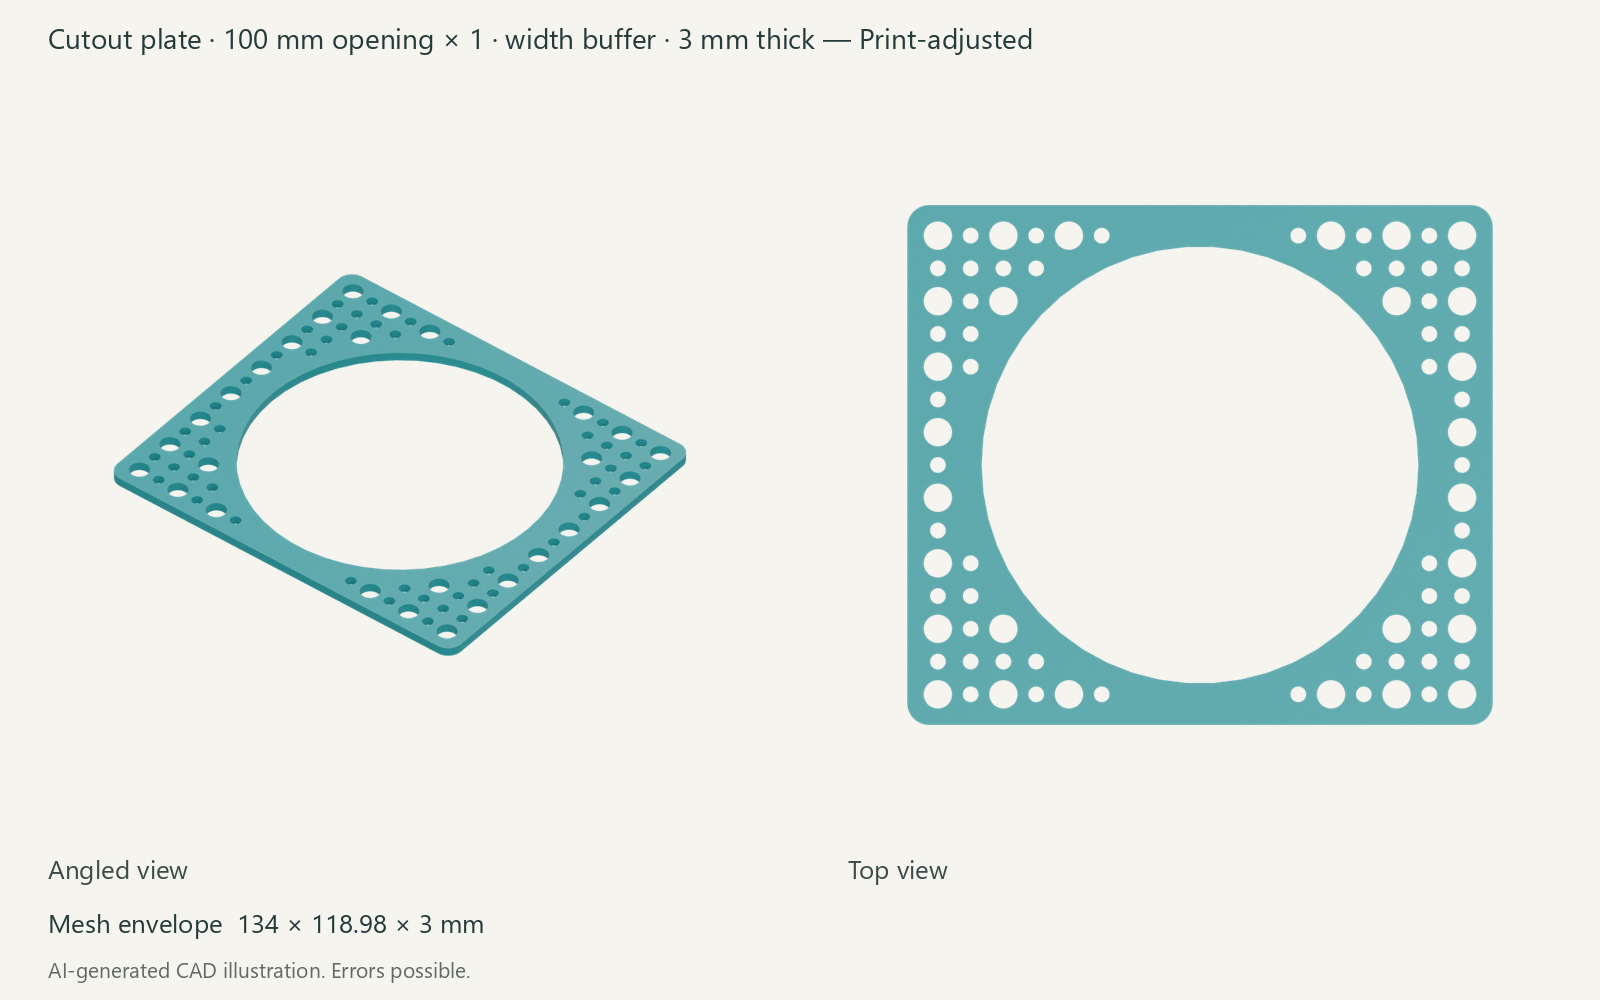 Cutout plate · 100 mm opening × 1 · width buffer · 3 mm thick — Print-adjusted
Angled view
Top view
Mesh envelope 134 × 118.98 × 3 mm
AI-generated CAD illustration. Errors possible.